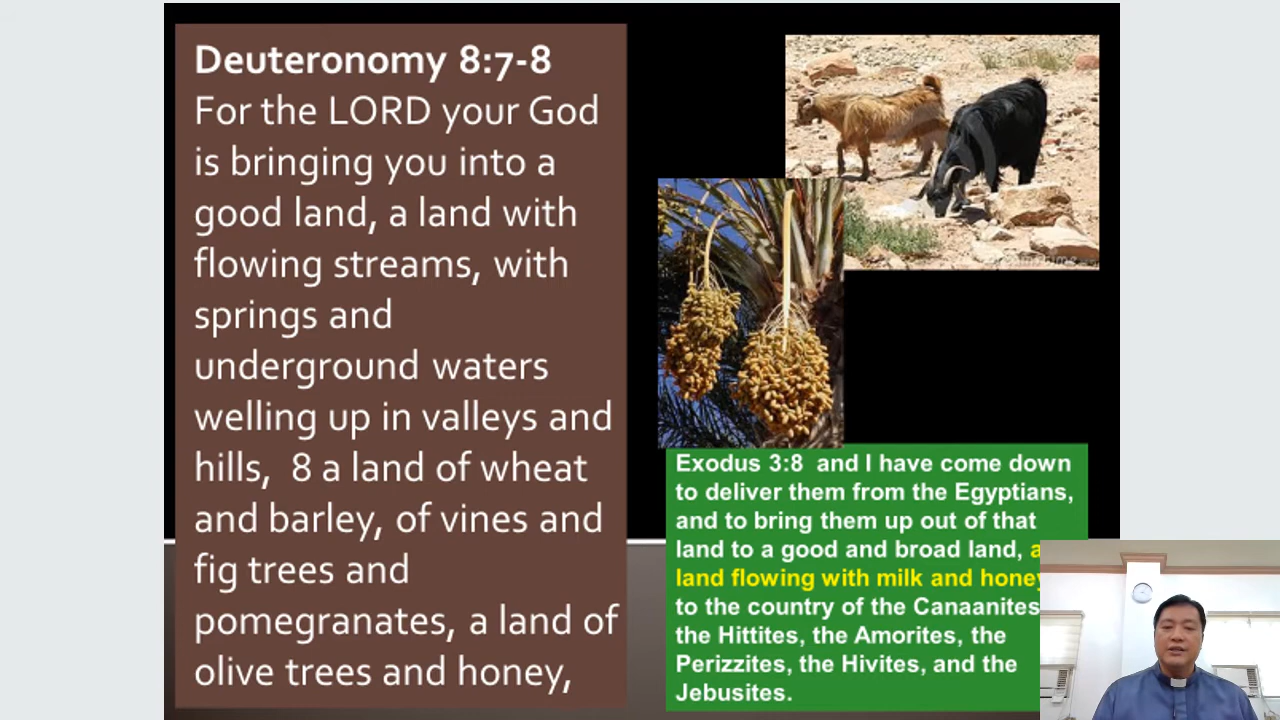 Deuteronomy 8:7-8
For the LORD your God
is bringing you into a
good land, a land with
flowing streams, with
springs and
underground waters
welling up in valleys and
hills,  8 a land of wheat
and barley, of vines and
fig trees and
pomegranates, a land of
olive trees and honey,
Exodus 3:8  and I have come down
to deliver them from the Egyptians,
and to bring them up out of that
land to a good and broad land, a
land flowing with milk and honey
to the country of the Canaanites
the Hittites, the Amorites, the
Perizzites, the Hivites, and the
Jebusites.